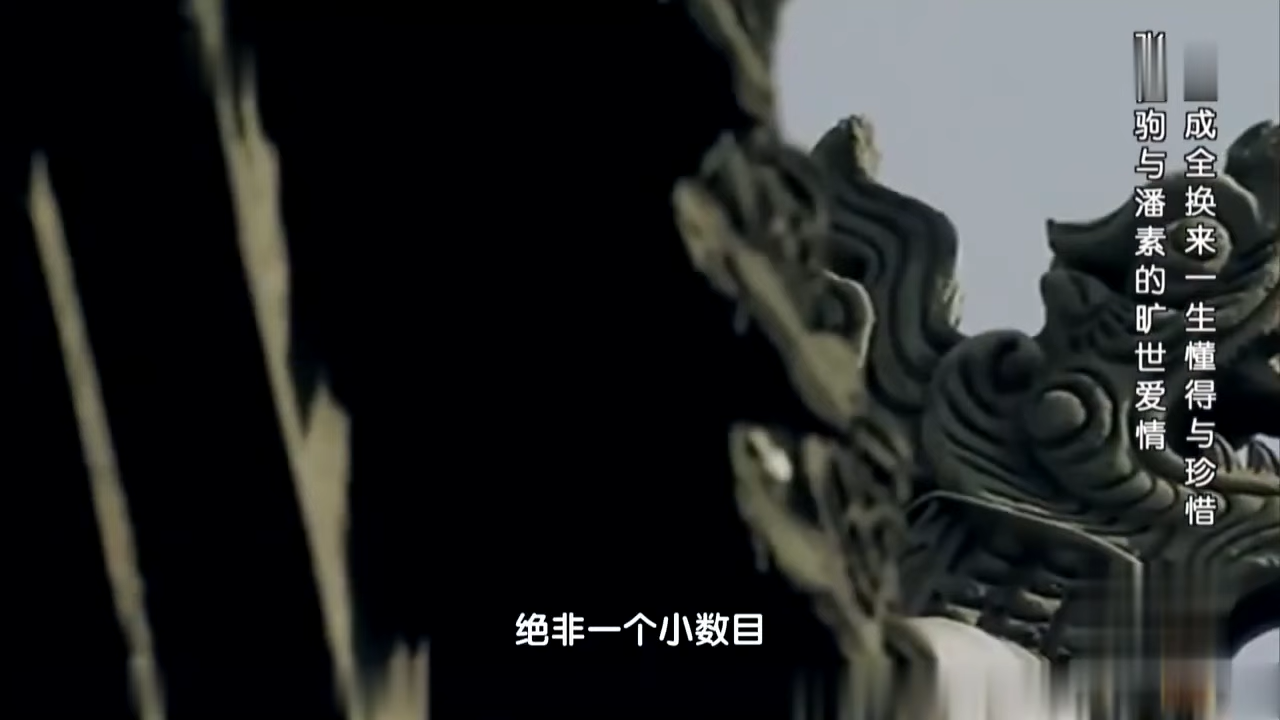 成全换来一生懂得与珍惜
驹与潘素的旷世爱情
绝非一个小数目